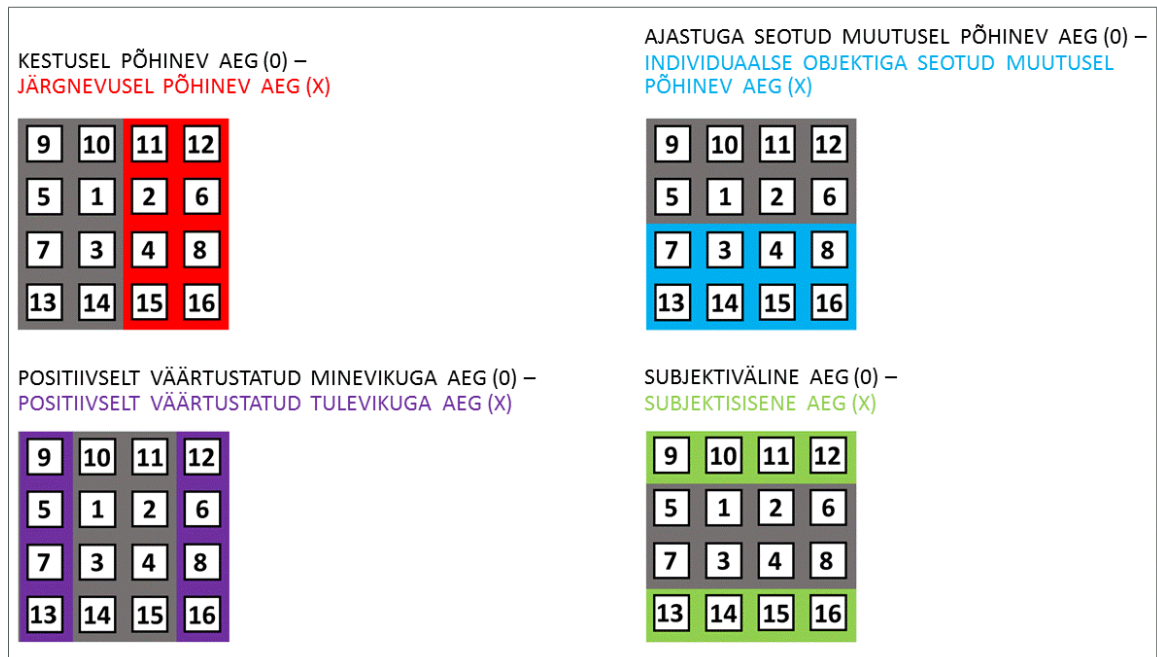 KESTUSEL PÕHINEV AEG (0) –
JÄRGNEVUSEL PÕHINEV AEG (X)
9 10 11 12
5 1 2 6
7 3 4 8
13 14 15 16
AJASTUGA SEOTUD MUUTUSEL PÕHINEV AEG (0) –
INDIVIDUAALSE OBJEKTIGA SEOTUD MUUTUSEL
PÕHINEV AEG (X)
9 10 11 12
5 1 2 6
7 3 4 8
13 14 15 16
POSITIIVSELT VÄÄRTUSTATUD MINEVIKUGA AEG (0) –
POSITIIVSELT VÄÄRTUSTATUD TULEVIKUGA AEG (X)
9 10 11 12
5 1 2 6
7 3 4 8
13 14 15 16
SUBJEKTIVÄLINE AEG (0) –
SUBJEKTISISENE AEG (X)
9 10 11 12
5 1 2 6
7 3 4 8
13 14 15 16